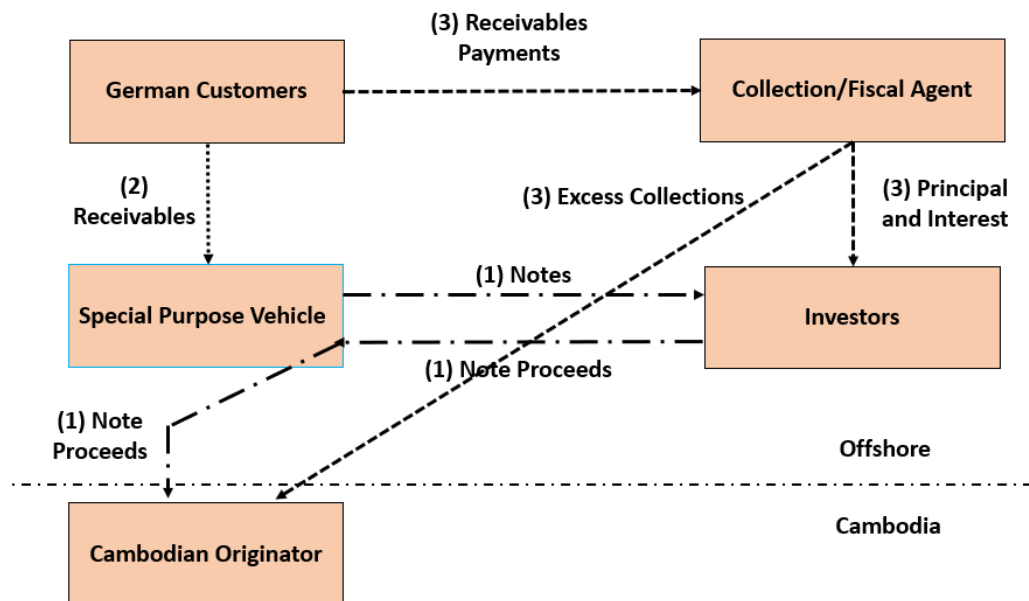 (3) Receivables
Payments
German Customers
Collection/Fiscal Agent
(2)
Receivables
(3) Excess Collections
(3) Principal
and Interest
(1) Notes
Special Purpose Vehicle
Investors
(1) Note Proceeds
(1) Note
Proceeds
Offshore
Cambodia
Cambodian Originator